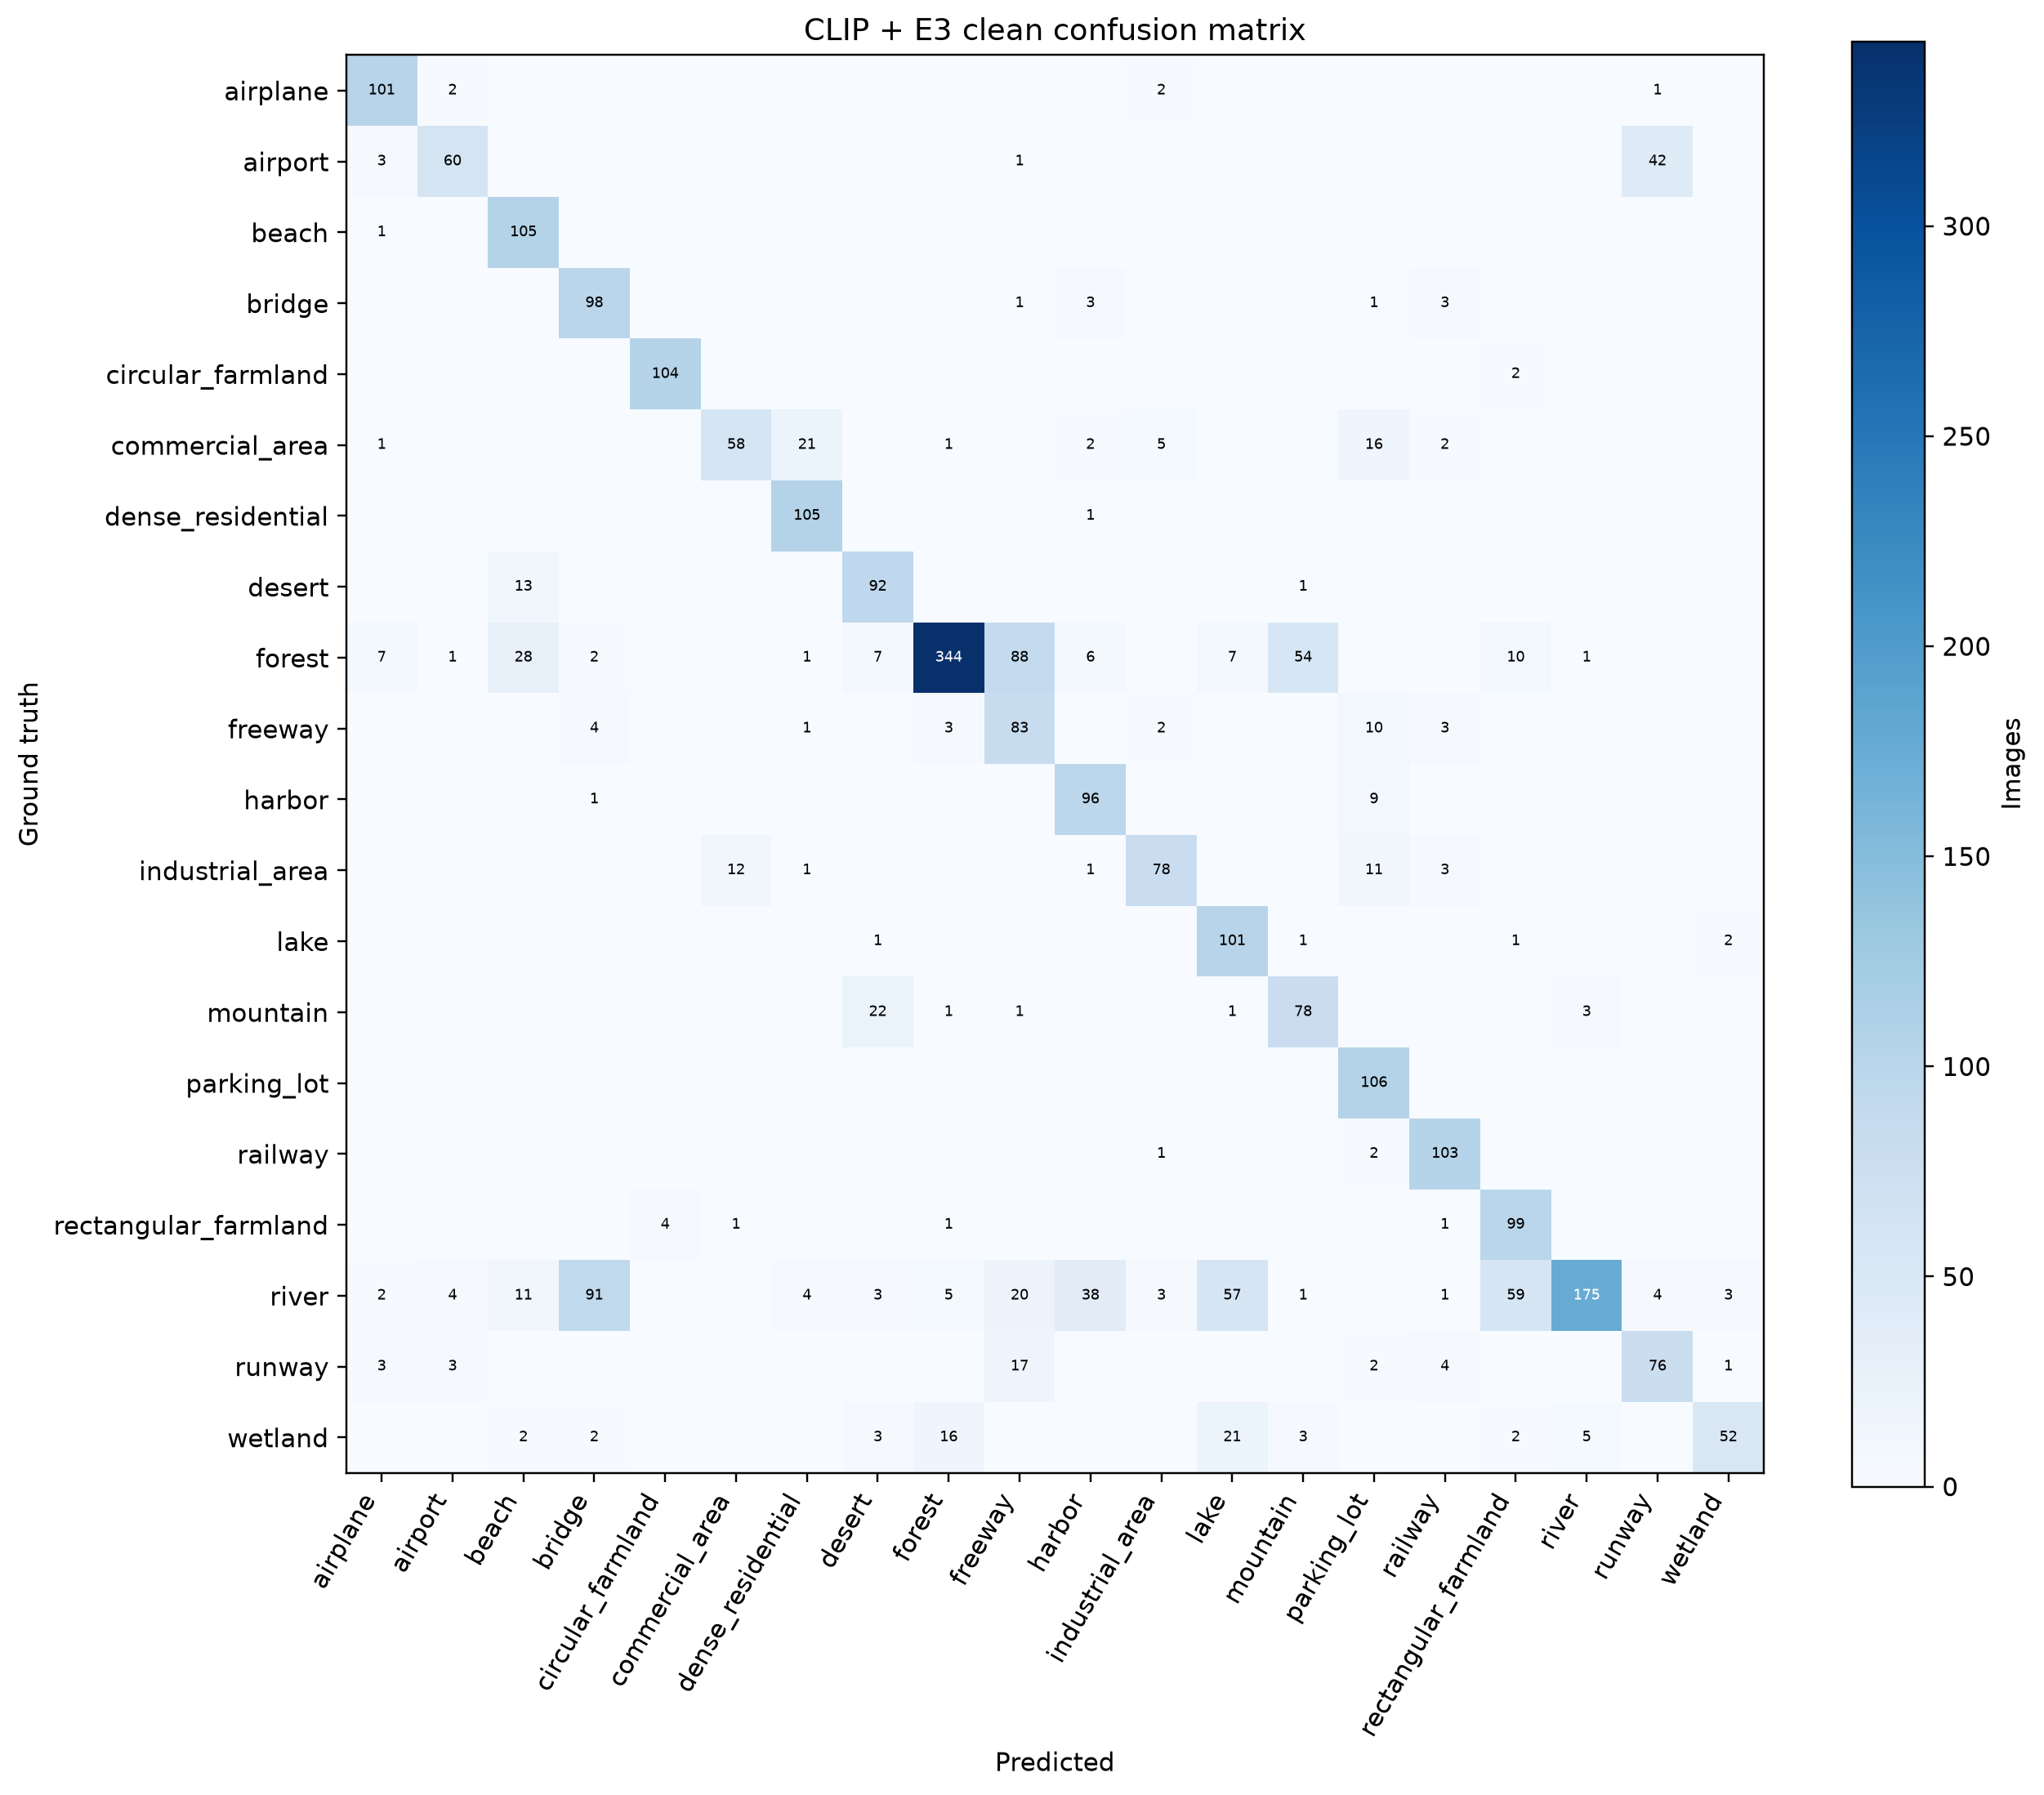 CLIP + E3 clean confusion matrix
airplane 101 2 2 1
airport 3 60 1 42
beach 1 105
bridge 98 1 3 1 3
circular_farmland 104 2
commercial_area 1 58 21 1 2 5 16 2
dense_residential 105 1
desert 13 92 1
forest 7 1 28 2 1 7 344 88 6 7 54 10 1
freeway 4 1 3 83 2 10 3
harbor 1 96 9
industrial_area 12 1 1 78 11 3
lake 1 101 1 1 2
mountain 22 1 1 1 78 3
parking_lot 106
railway 1 2 103
rectangular_farmland 4 1 1 1 99
river 2 4 11 91 4 3 5 20 38 3 57 1 1 59 175 4 3
runway 3 3 17 2 4 76 1
wetland 2 2 3 16 21 3 2 5 52
Ground truth
airplane
airport
beach
bridge
circular_farmland
commercial_area
dense_residential
desert
forest
freeway
harbor
industrial_area
lake
mountain
parking_lot
railway
rectangular_farmland
river
runway
wetland
Predicted
300
250
200
150
100
50
0
Images